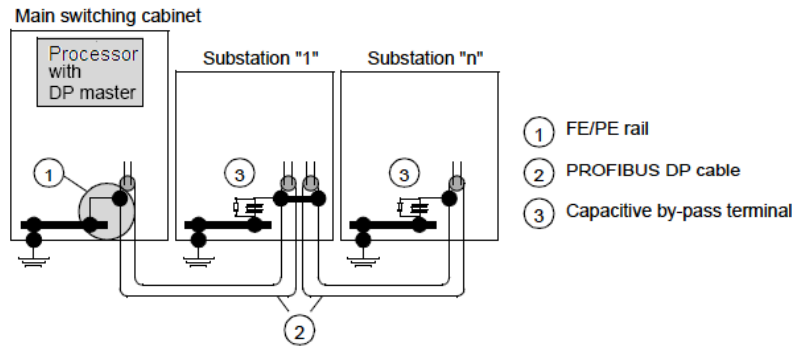 Main switching cabinet
Processor
with
DP master
Substation "1"
Substation "n"
1
3
3
2
1 FE/PE rail
2 PROFIBUS DP cable
3 Capacitive by-pass terminal